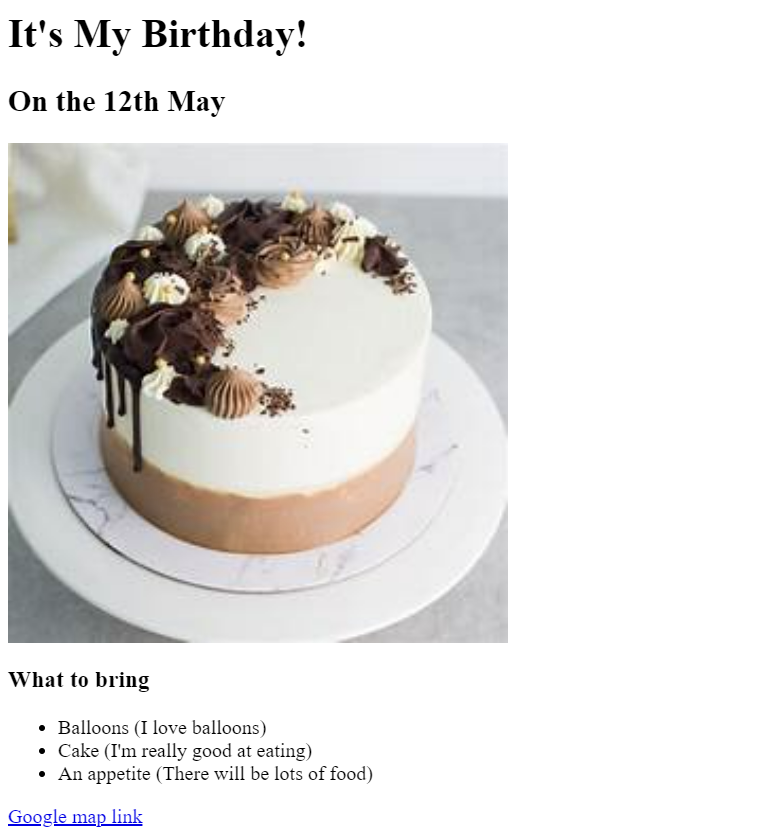 It's My Birthday!
On the 12th May
What to bring
Balloons (I love balloons)
Cake (I'm really good at eating)
An appetite (There will be lots of food)
Google map link